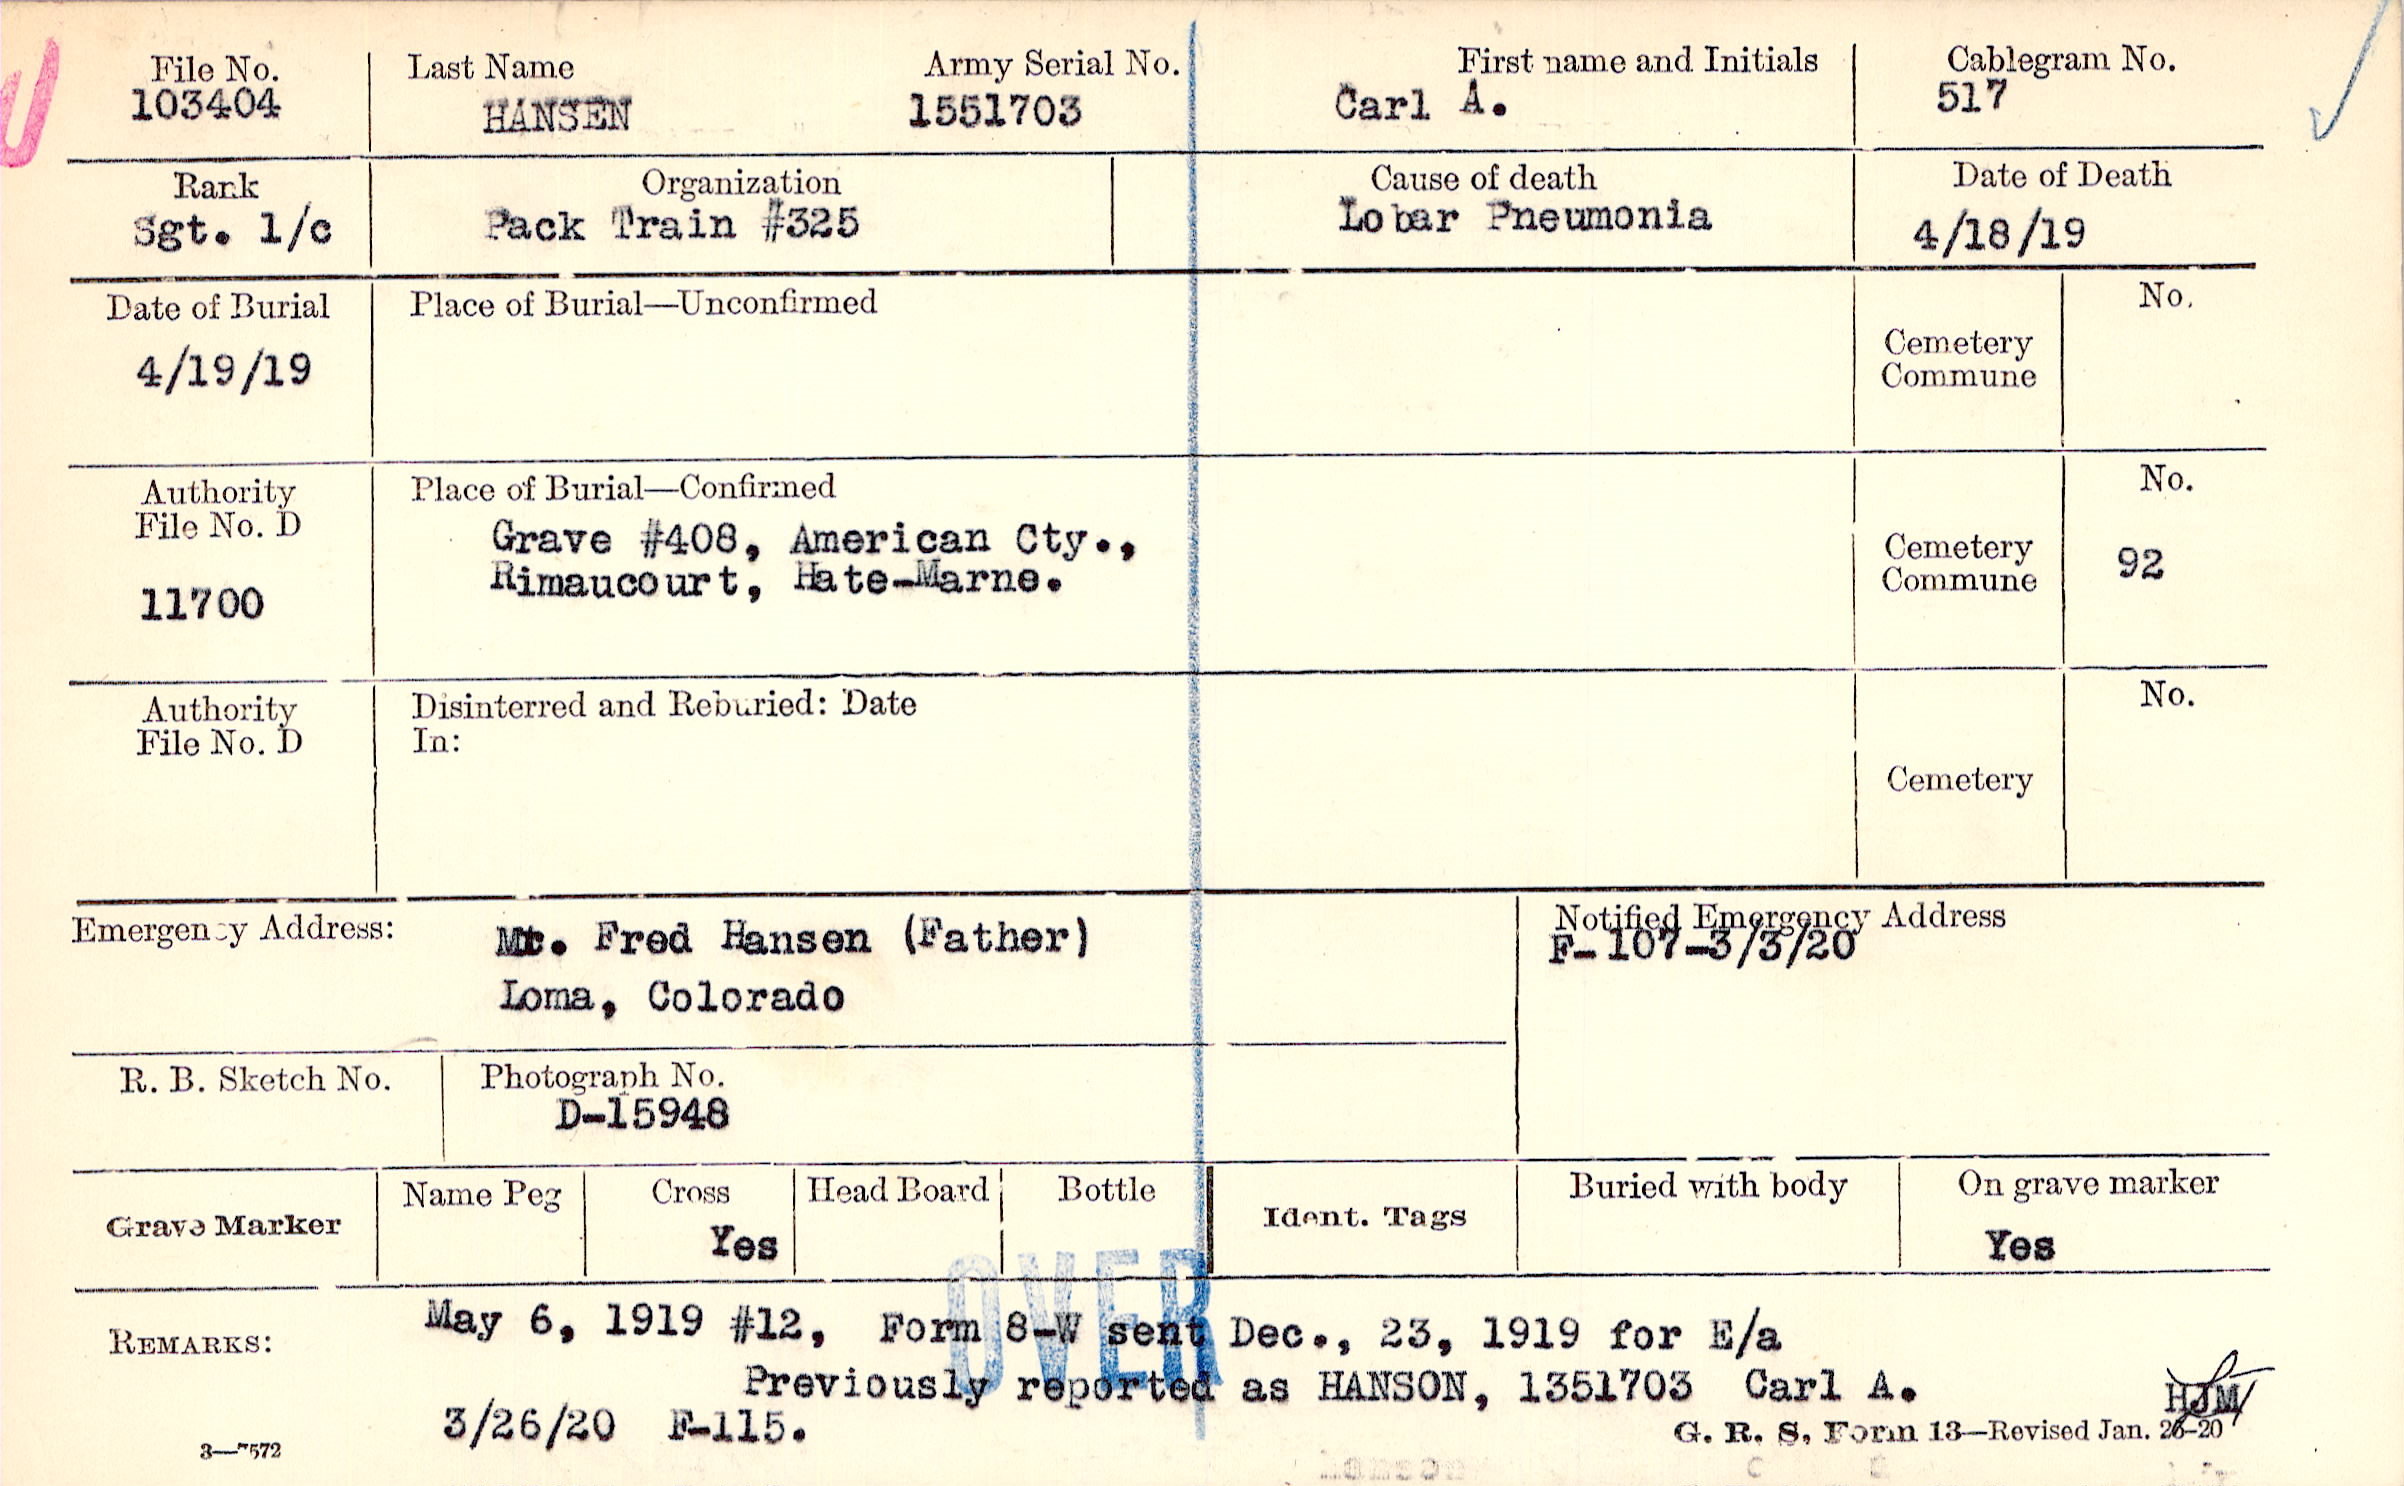 File No. Last Name Army Serial No. First name and Initials Cablegram No.
103404 HANSEN 1551703 Carl A. 517
Rank Organization Cause of death Date of Death
Sgt. 1/c Pack Train #325 Lobar Pneumonia 4/18/19
Date of Burial Place of Burial—Unconfirmed No.
4/19/19 Cemetery
Commune
Authority Place of Burial—Confirmed No.
File No. D Grave #408, American Cty., Cemetery
11700 Rimaucourt, Hate-Marne. Commune 92
Authority Disinterred and Reburied: Date No.
File No. D In:
Cemetery
Emergency Address: Mr. Fred Hansen (Father) Notified Emergency Address
F-107-3/3/20
Loma, Colorado
R. B. Sketch No. Photograph No.
D-15948
Grave Marker Name Peg Cross Head Board Bottle Ident. Tags Buried with body On grave marker
Yes Yes
OVER
REMARKS: May 6, 1919 #12, Form 8-W sent Dec., 23, 1919 for E/a
Previously reported as HANSON, 1351703 Carl A.
3/26/20 F-115. HJM
3—7572 G. R. S. Form 13—Revised Jan. 26-20